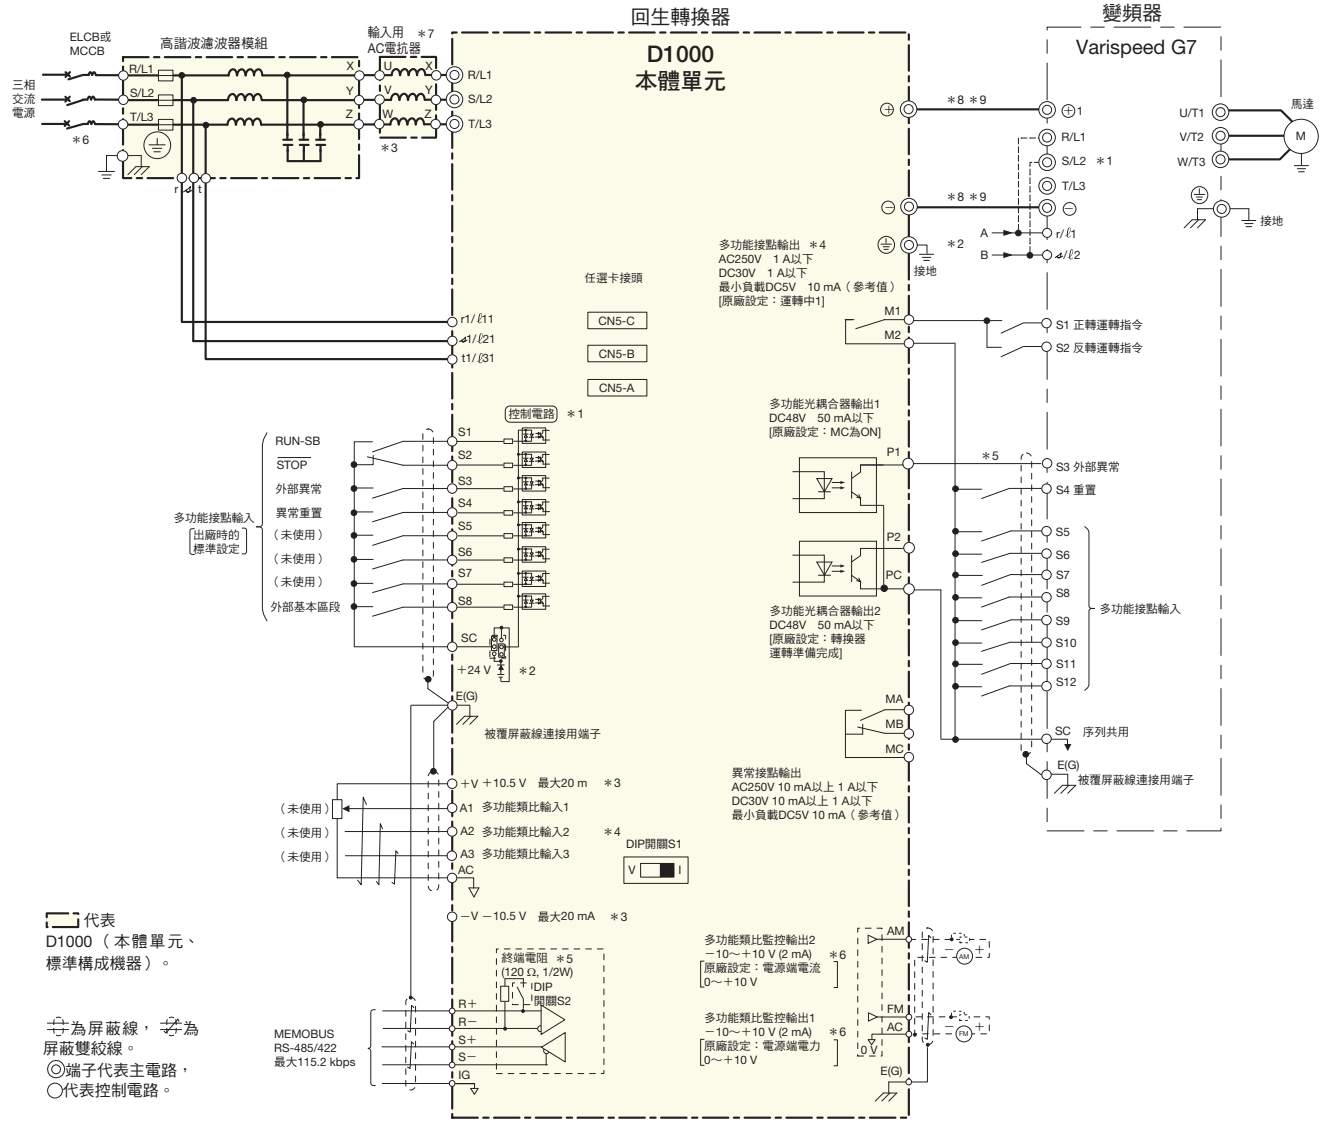 回生轉換器
變頻器
ELCB或
MCCB
高諧波濾波器模組
輸入用 ＊7
AC電抗器
D1000
本體單元
Varispeed G7
三相
交流
電源
R/L1
S/L2
T/L3
X
Y
Z
U
V
W
X
Y
Z
R/L1
S/L2
T/L3
＊6
＊3
r
s
t
⊕
＊8 ＊9
⊕1
R/L1
S/L2 ＊1
T/L3
⊖
＊8 ＊9
⊖
A
r/ℓ1
B
s/ℓ2
U/T1
V/T2
W/T3
馬達
M
接地
＊2
接地
多功能接點輸出 ＊4
AC250V 1 A以下
DC30V 1 A以下
最小負載DC5V 10 mA（參考值）
[原廠設定：運轉中1]
任選卡接頭
CN5-C
CN5-B
CN5-A
r1/ℓ11
s1/ℓ21
t1/ℓ31
M1
M2
S1 正轉運轉指令
S2 反轉運轉指令
控制電路 ＊1
多功能光耦合器輸出1
DC48V 50 mA以下
[原廠設定：MC為ON]
RUN-SB
STOP
外部異常
異常重置
（未使用）
（未使用）
（未使用）
外部基本區段
多功能接點輸入
出廠時的
標準設定
S1
S2
S3
S4
S5
S6
S7
S8
SC
＋24 V ＊2
E(G)
被覆屏蔽線連接用端子
P1
＊5
P2
PC
多功能光耦合器輸出2
DC48V 50 mA以下
[原廠設定：轉換器
運轉準備完成]
S3 外部異常
S4 重置
S5
S6
S7
S8
S9
S10
S11
S12
多功能接點輸入
SC 序列共用
E(G)
被覆屏蔽線連接用端子
MA
MB
MC
異常接點輸出
AC250V 10 mA以上 1 A以下
DC30V 10 mA以上 1 A以下
最小負載DC5V 10 mA（參考值）
＋V ＋10.5 V 最大20 m ＊3
（未使用）
A1 多功能類比輸入1
（未使用）
A2 多功能類比輸入2 ＊4
（未使用）
A3 多功能類比輸入3
AC
－V －10.5 V 最大20 mA ＊3
DIP開關S1
V
I
代表
D1000（本體單元、
標準構成機器）。
為屏蔽線，為
屏蔽雙絞線。
◎端子代表主電路，
○代表控制電路。
終端電阻 ＊5
(120 Ω, 1/2W)
DIP
開關S2
MEMOBUS
RS-485/422
最大115.2 kbps
R＋
R－
S＋
S－
IG
多功能類比監控輸出2
－10～＋10 V (2 mA) ＊6
原廠設定：電源端電流
0～＋10 V
多功能類比監控輸出1
－10～＋10 V (2 mA) ＊6
原廠設定：電源端電力
0～＋10 V
AM
FM
AC
0 V
E(G)
－
AM
＋
－
FM
＋